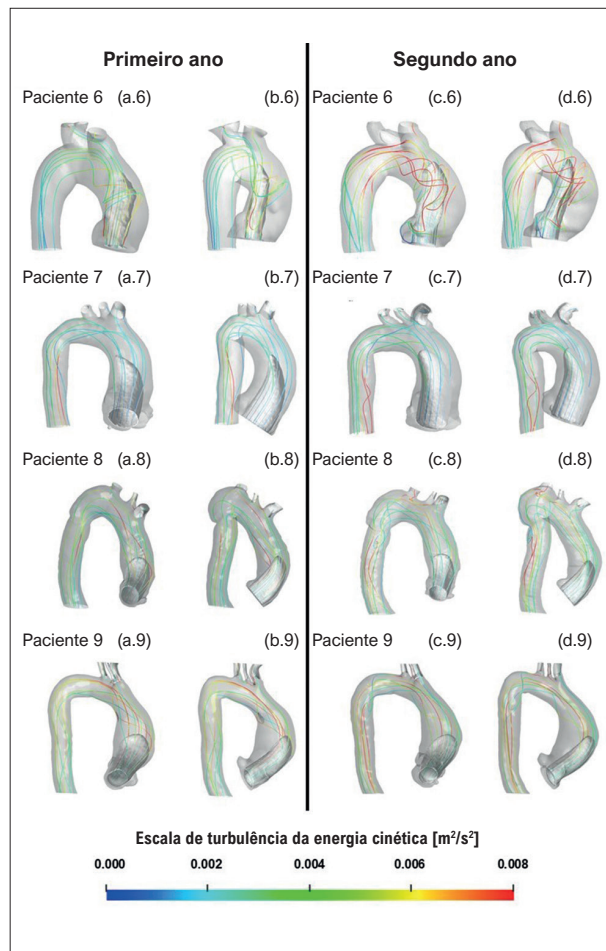 Primeiro ano Segundo ano
Paciente 6 (a.6) (b.6) Paciente 6 (c.6) (d.6)
Paciente 7 (a.7) (b.7) Paciente 7 (c.7) (d.7)
Paciente 8 (a.8) (b.8) Paciente 8 (c.8) (d.8)
Paciente 9 (a.9) (b.9) Paciente 9 (c.9) (d.9)
Escala de turbulência da energia cinética [m²/s²]
0.000 0.002 0.004 0.006 0.008